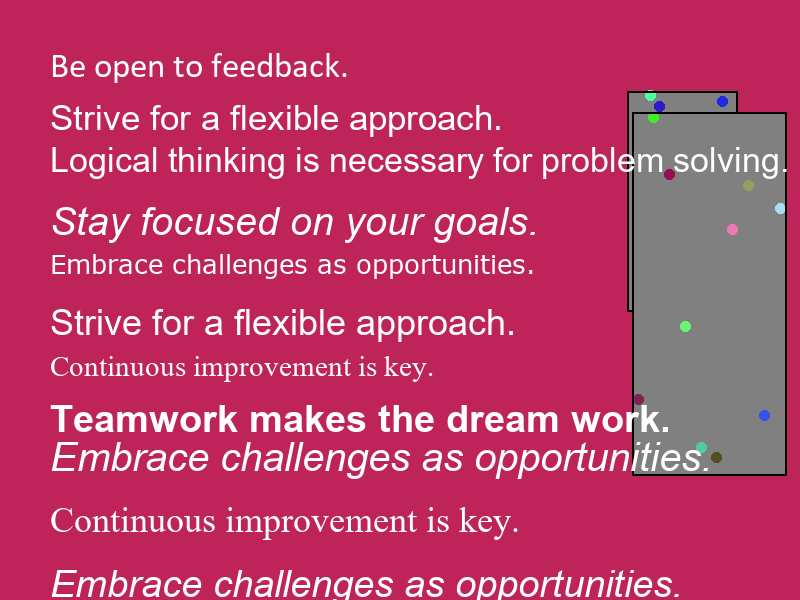 Be open to feedback.
Strive for a flexible approach.
Logical thinking is necessary for problem solving.
Stay focused on your goals.
Embrace challenges as opportunities.
Strive for a flexible approach.
Continuous improvement is key.
Teamwork makes the dream work.
Embrace challenges as opportunities.
Continuous improvement is key.
Embrace challenges as opportunities.